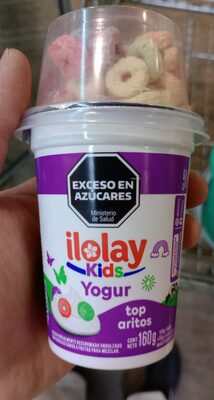 EXCESO EN
AZÚCARES
Ministerio
de Salud
ilolay
Kids
Yogur
top
aritos
CONT.
NETO
160g